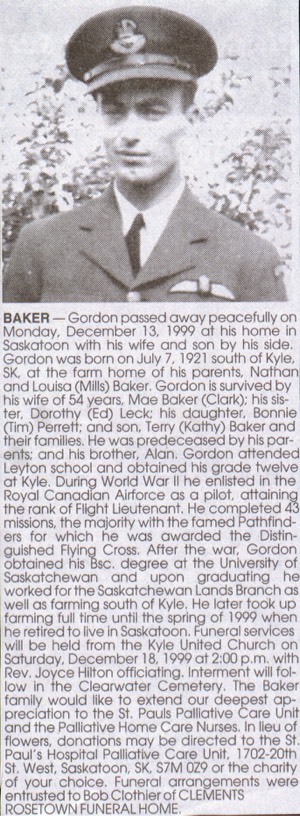 BAKER — Gordon passed away peacefully on
Monday, December 13, 1999 at his home in
Saskatoon with his wife and son by his side.
Gordon was born on July 7, 1921 south of Kyle,
SK, at the farm home of his parents, Nathan
and Louisa (Mills) Baker. Gordon is survived by
his wife of 54 years, Mae Baker (Clark); his sis-
ter, Dorothy (Ed) Leck; his daughter, Bonnie
(Tim) Perrett; and son, Terry (Kathy) Baker and
their families. He was predeceased by his par-
ents; and his brother, Alan. Gordon attended
Leyton school and obtained his grade twelve
at Kyle. During World War II he enlisted in the
Royal Canadian Airforce as a pilot, attaining
the rank of Flight Lieutenant. He completed 43
missions, the majority with the famed Pathfind-
ers for which he was awarded the Distin-
guished Flying Cross. After the war, Gordon
obtained his Bsc. degree at the University of
Saskatchewan and upon graduating he
worked for the Saskatchewan Lands Branch as
well as farming south of Kyle. He later took up
farming full time until the spring of 1999 when
he retired to live in Saskatoon. Funeral services
will be held from the Kyle United Church on
Saturday, December 18, 1999 at 2:00 p.m. with
Rev. Joyce Hilton officiating. Interment will fol-
low in the Clearwater Cemetery. The Baker
family would like to extend our deepest ap-
preciation to the St. Pauls Palliative Care Unit
and the Palliative Home Care Nurses. In lieu of
flowers, donations may be directed to the St.
Paul's Hospital Palliative Care Unit, 1702-20th
St. West, Saskatoon, SK, S7M 0Z9 or the charity
of your choice. Funeral arrangements were
entrusted to Bob Clothier of CLEMENTS
ROSETOWN FUNERAL HOME.